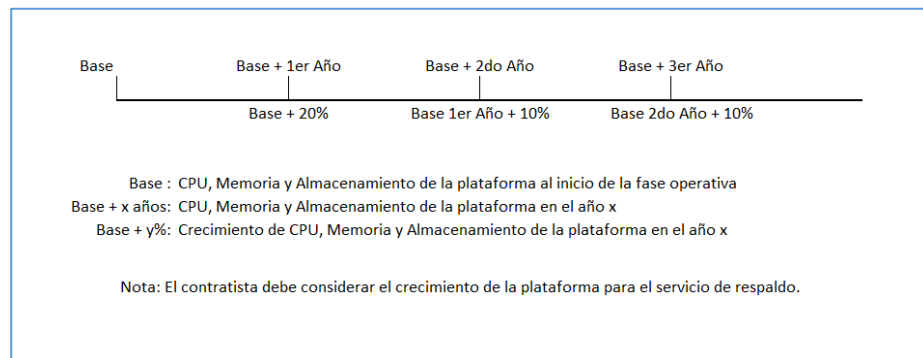 Base
Base + 1er Año
Base + 2do Año
Base + 3er Año
Base + 20%
Base 1er Año + 10%
Base 2do Año + 10%
Base : CPU, Memoria y Almacenamiento de la plataforma al inicio de la fase operativa
Base + x años: CPU, Memoria y Almacenamiento de la plataforma en el año x
Base + y%: Crecimiento de CPU, Memoria y Almacenamiento de la plataforma en el año x
Nota: El contratista debe considerar el crecimiento de la plataforma para el servicio de respaldo.